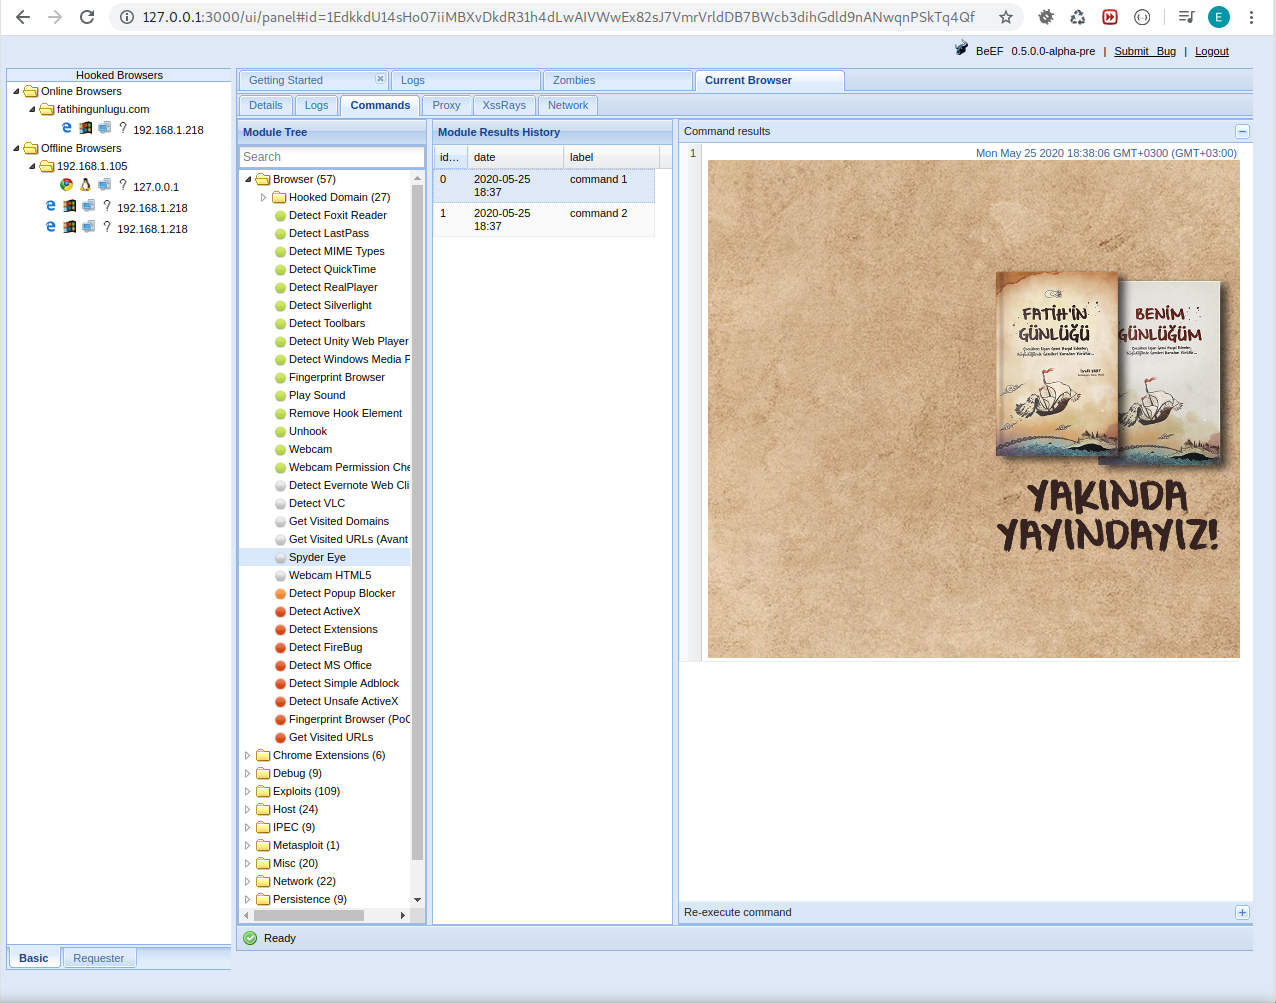 127.0.0.1:3000/ui/panel#id=1EdkkdU14sHo07iiMBXvDkdR31h4dLwAIVWwEx82sJ7VmrVrldDB7BWcb3dihGdld9nANwqnPSkTq4Qf
E
BeEF 0.5.0.0-alpha-pre | Submit Bug | Logout
Hooked Browsers
Online Browsers
fatihingunlugu.com
? 192.168.1.218
Offline Browsers
192.168.1.105
? 127.0.0.1
? 192.168.1.218
? 192.168.1.218
Basic
Requester
Getting Started
Logs
Zombies
Current Browser
Details
Logs
Commands
Proxy
XssRays
Network
Module Tree
Search
Browser (57)
Hooked Domain (27)
Detect Foxit Reader
Detect LastPass
Detect MIME Types
Detect QuickTime
Detect RealPlayer
Detect Silverlight
Detect Toolbars
Detect Unity Web Player
Detect Windows Media P
Fingerprint Browser
Play Sound
Remove Hook Element
Unhook
Webcam
Webcam Permission Che
Detect Evernote Web Cli
Detect VLC
Get Visited Domains
Get Visited URLs (Avant
Spyder Eye
Webcam HTML5
Detect Popup Blocker
Detect ActiveX
Detect Extensions
Detect FireBug
Detect MS Office
Detect Simple Adblock
Detect Unsafe ActiveX
Fingerprint Browser (PoC
Get Visited URLs
Chrome Extensions (6)
Debug (9)
Exploits (109)
Host (24)
IPEC (9)
Metasploit (1)
Misc (20)
Network (22)
Persistence (9)
Module Results History
id... date label
0 2020-05-25 18:37 command 1
1 2020-05-25 18:37 command 2
Command results
1 Mon May 25 2020 18:38:06 GMT+0300 (GMT+03:00)
FATİH'İN
GÜNLÜĞÜ
BENİM
GÜNLÜĞÜM
YAKINDA
YAYINDAYIZ!
Re-execute command
Ready